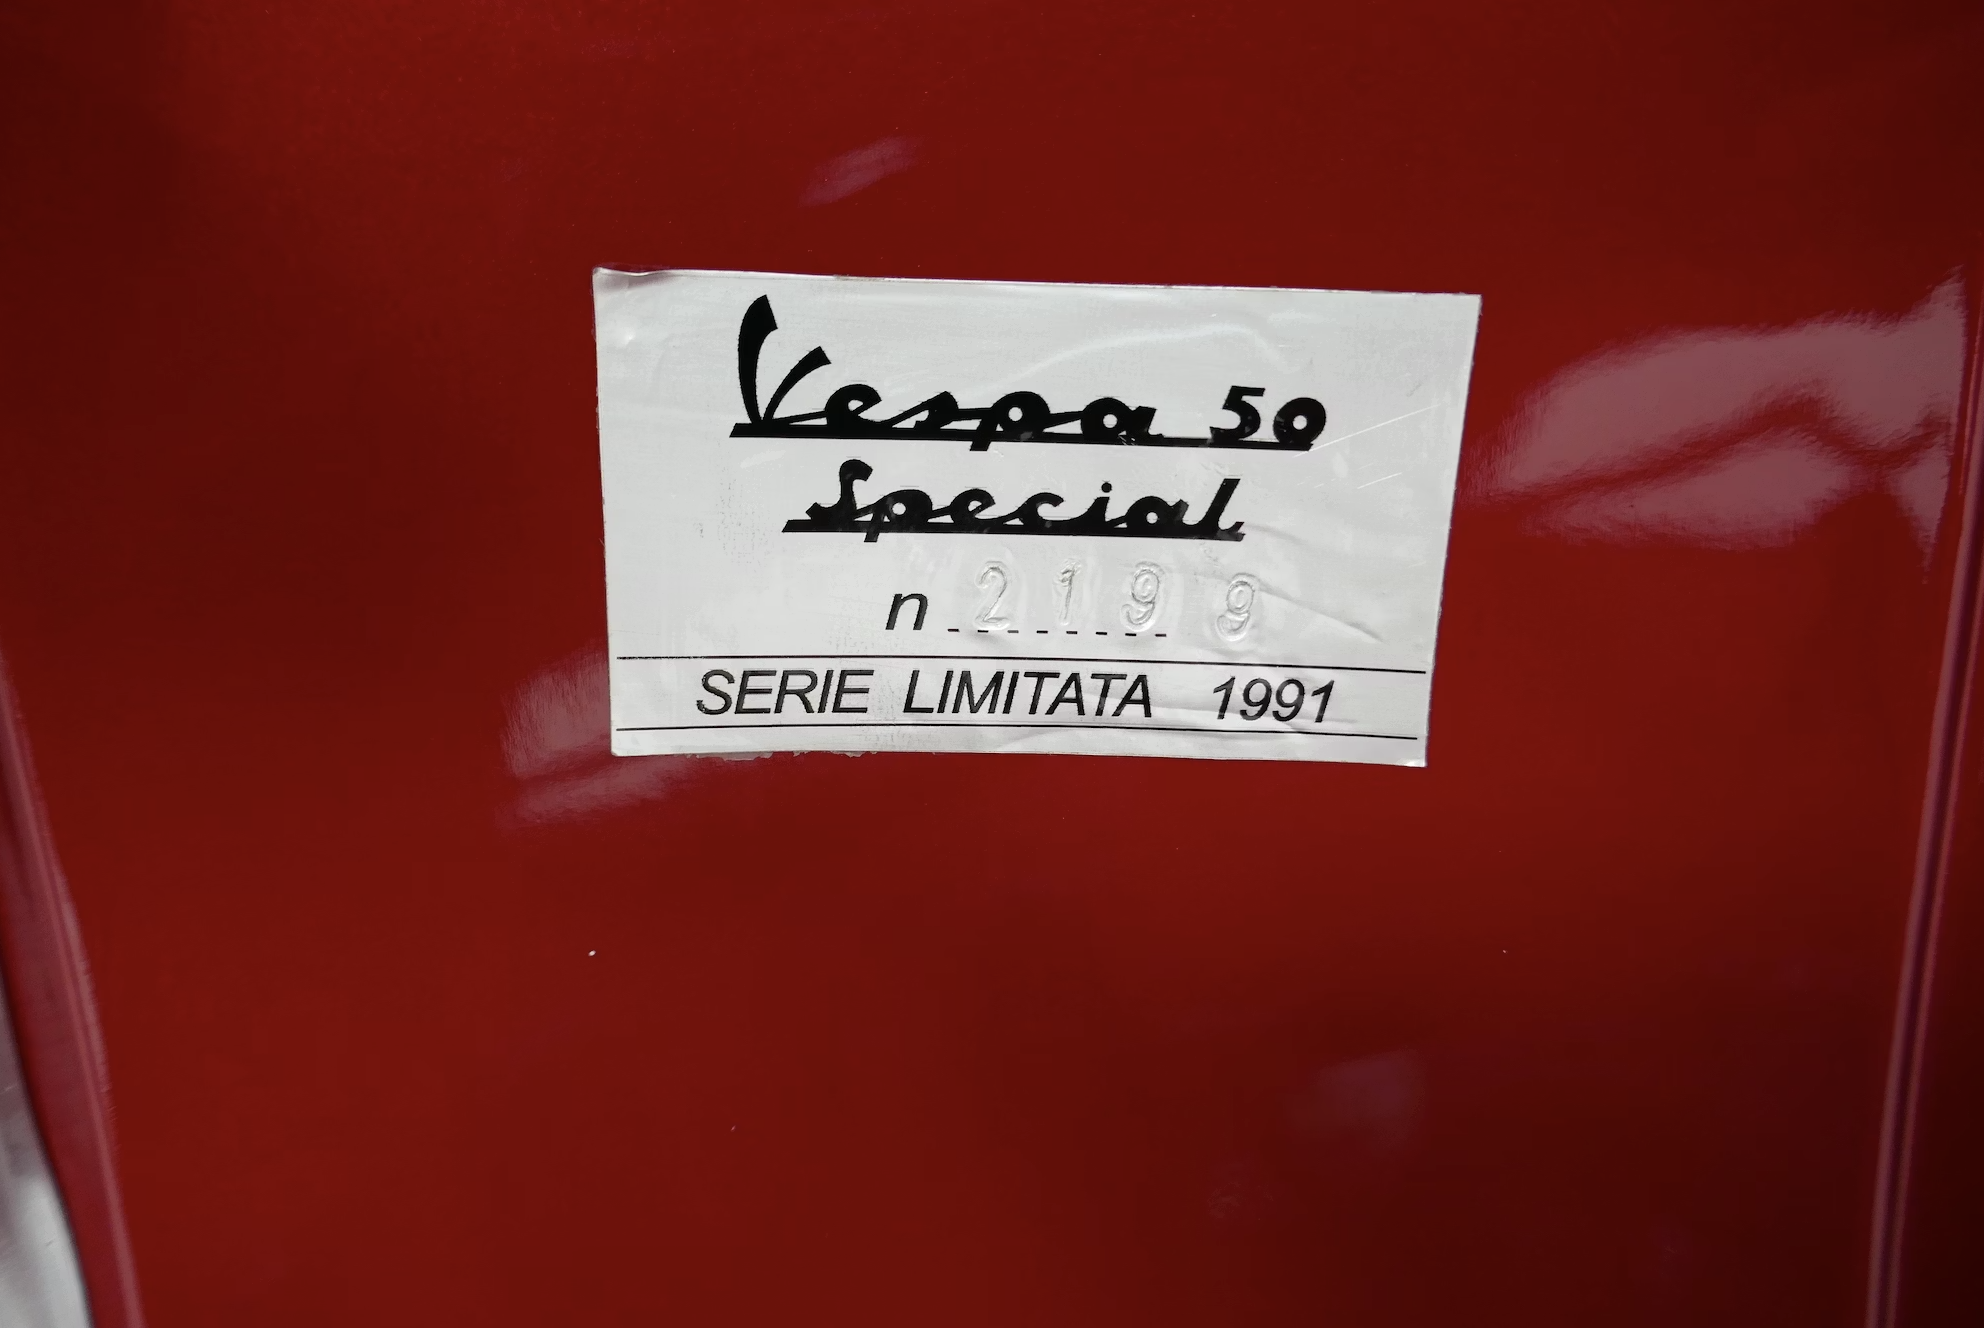 Vespa 50
Special
n 2199
SERIE LIMITATA 1991